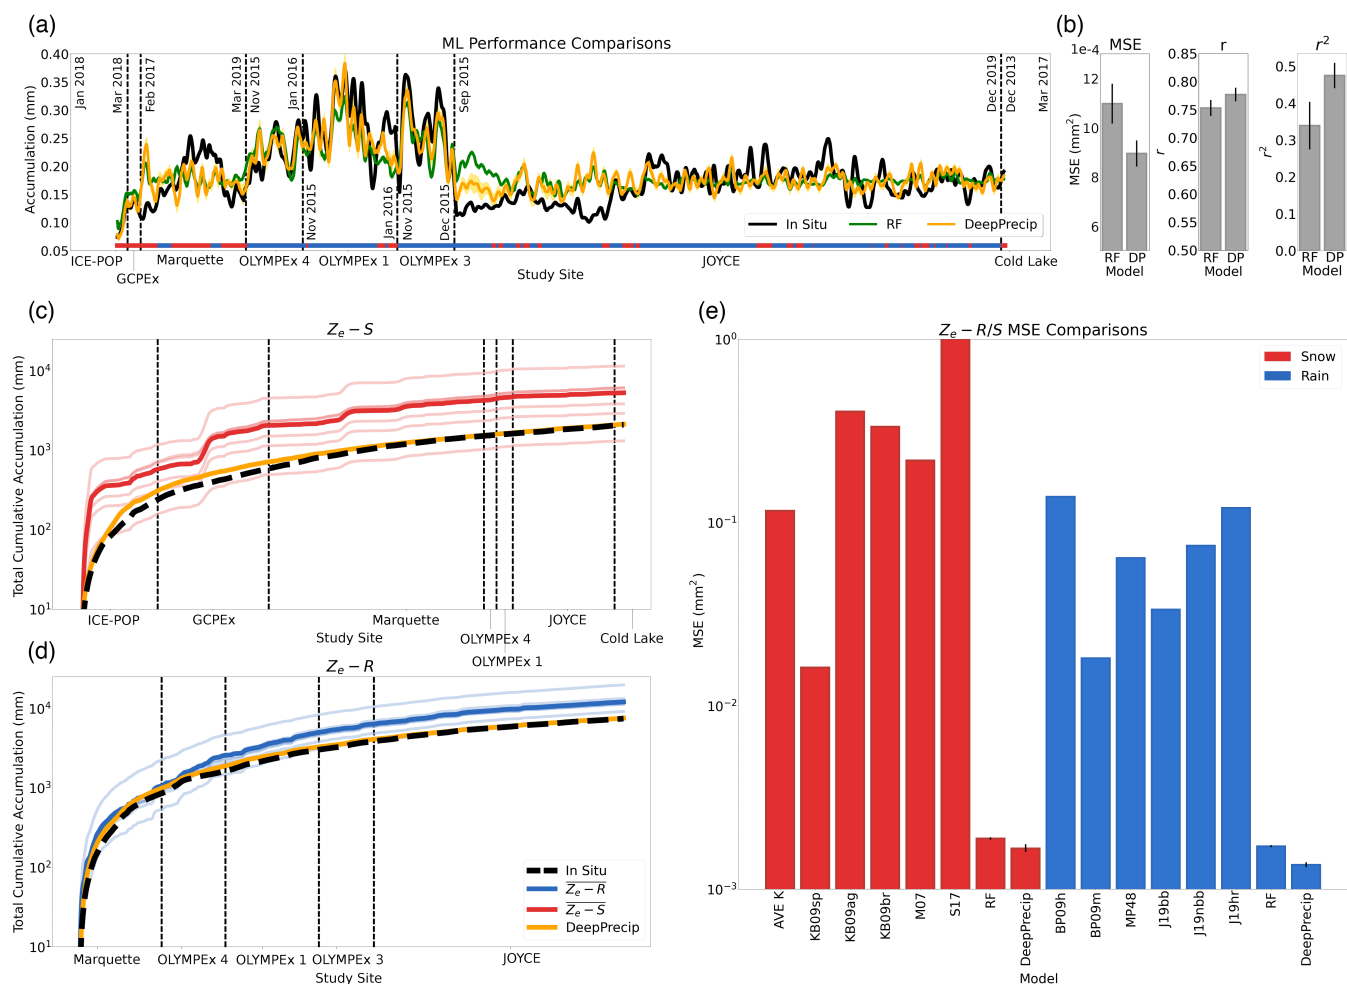 (a)
ML Performance Comparisons
Accumulation (mm)
0.40
0.35
0.30
0.25
0.20
0.15
0.10
0.05
Jan 2018
Mar 2018
Feb 2017
Mar 2019
Nov 2015
Jan 2016
Sep 2015
Dec 2019
Dec 2013
Mar 2017
Nov 2015
Jan 2016
Nov 2015
Dec 2015
In Situ
RF
DeepPrecip
ICE-POP
GCPEx
Marquette
OLYMPEx 4
OLYMPEx 1
OLYMPEx 3
JOYCE
Cold Lake
Study Site
(b)
MSE
1e-4
MSE (mm²)
12
10
8
6
RF DP
Model
r
r
0.85
0.80
0.75
0.70
0.65
0.60
0.55
0.50
RF DP
Model
r²
r²
0.5
0.4
0.3
0.2
0.1
0.0
RF DP
Model
(c)
Zₑ − S
Total Cumulative Accumulation (mm)
10⁴
10³
10²
10¹
ICE-POP
GCPEx
Marquette
OLYMPEx 4
OLYMPEx 1
JOYCE
Cold Lake
Study Site
(d)
Zₑ − R
Total Cumulative Accumulation (mm)
10⁴
10³
10²
10¹
In Situ
Zₑ − R
Zₑ − S
DeepPrecip
Marquette
OLYMPEx 4
OLYMPEx 1
OLYMPEx 3
JOYCE
Study Site
(e)
Zₑ − R/S MSE Comparisons
MSE (mm²)
10⁰
10⁻¹
10⁻²
10⁻³
Snow
Rain
AVE K
KB09sp
KB09ag
KB09br
M07
S17
RF
DeepPrecip
BP09h
BP09m
MP48
J19bb
J19nbb
J19hr
RF
DeepPrecip
Model